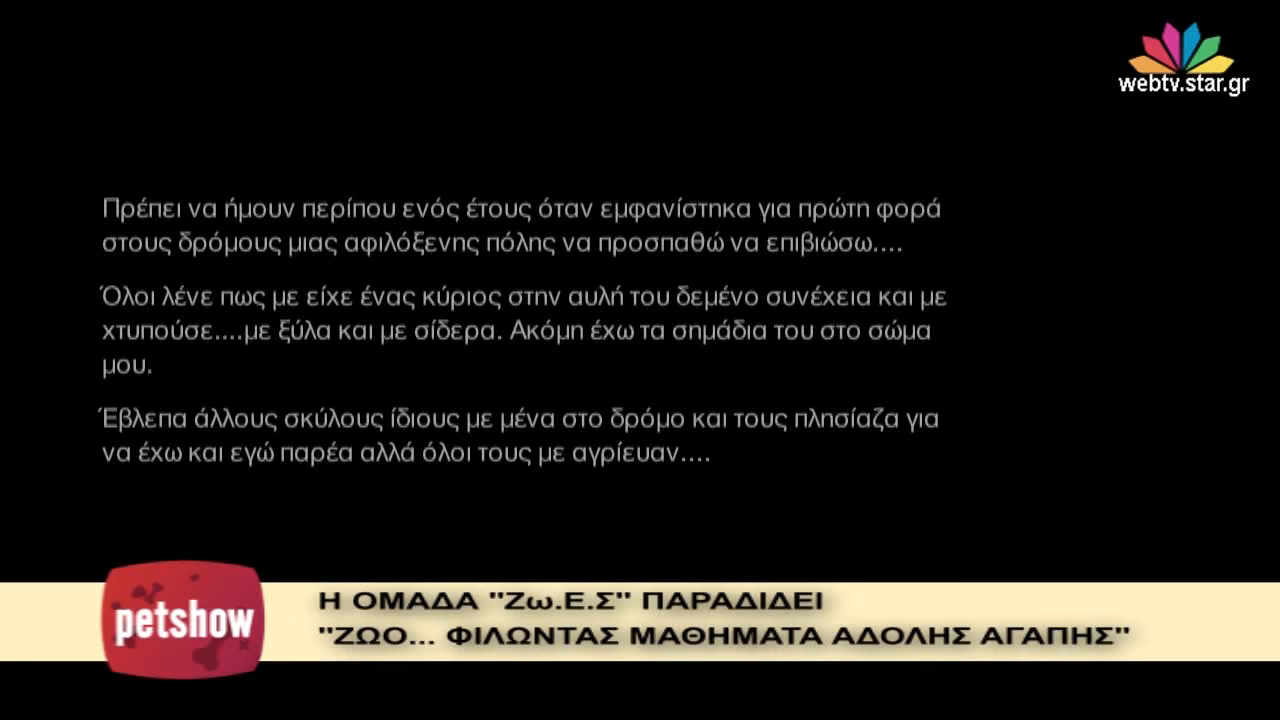 webtv.star.gr
Πρέπει να ήμουν περίπου ενός έτους όταν εμφανίστηκα για πρώτη φορά
στους δρόμους μιας αφιλόξενης πόλης να προσπαθώ να επιβιώσω....
Όλοι λένε πως με είχε ένας κύριος στην αυλή του δεμένο συνέχεια και με
χτυπούσε....με ξύλα και με σίδερα. Ακόμη έχω τα σημάδια του στο σώμα
μου.
Έβλεπα άλλους σκύλους ίδιους με μένα στο δρόμο και τους πλησίαζα για
να έχω και εγώ παρέα αλλά όλοι τους με αγρίευαν....
petshow
Η ΟΜΑΔΑ "Ζω.Ε.Σ" ΠΑΡΑΔΙΔΕΙ
"ΖΩΟ... ΦΙΛΩΝΤΑΣ ΜΑΘΗΜΑΤΑ ΑΔΟΛΗΣ ΑΓΑΠΗΣ"